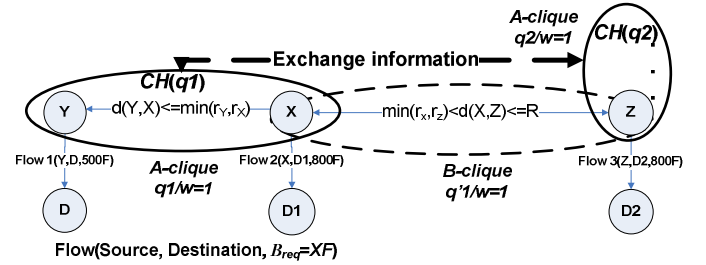 A-clique
q2/w=1
CH(q2)
Exchange information
CH(q1)
Y
d(Y,X)<=min(rY,rX)
X
min(rx,rz)<d(X,Z)<=R
Z
Flow 1(Y,D,500F)
A-clique
q1/w=1
Flow 2(X,D1,800F)
B-clique
q'1/w=1
Flow 3(Z,D2,800F)
D
D1
D2
Flow(Source, Destination, Breq=XF)